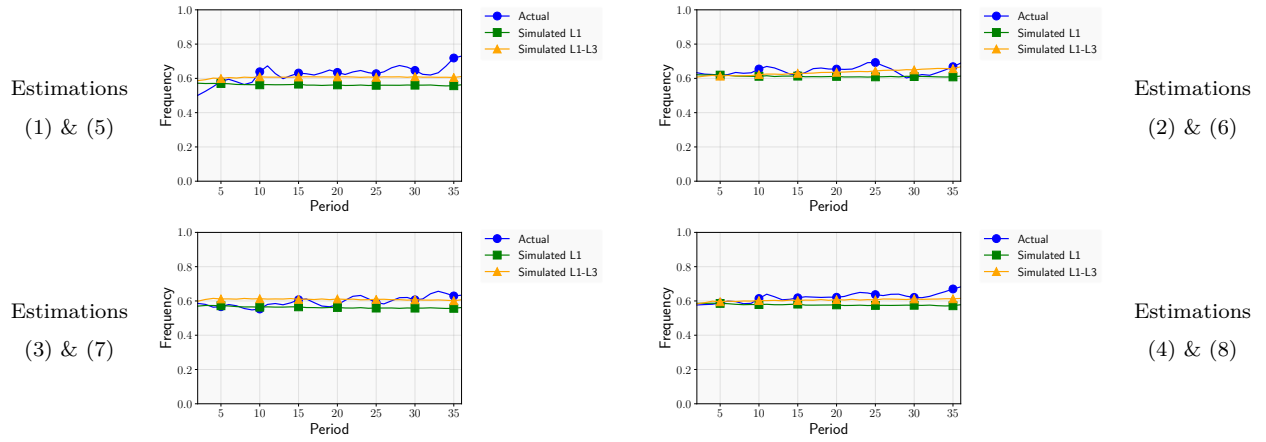 Estimations
(1) & (5)
Frequency
1.0
0.8
0.6
0.4
0.2
0.0
5 10 15 20 25 30 35
Period
Actual
Simulated L1
Simulated L1-L3
Frequency
1.0
0.8
0.6
0.4
0.2
0.0
5 10 15 20 25 30 35
Period
Actual
Simulated L1
Simulated L1-L3
Estimations
(2) & (6)
Estimations
(3) & (7)
Frequency
1.0
0.8
0.6
0.4
0.2
0.0
5 10 15 20 25 30 35
Period
Actual
Simulated L1
Simulated L1-L3
Frequency
1.0
0.8
0.6
0.4
0.2
0.0
5 10 15 20 25 30 35
Period
Actual
Simulated L1
Simulated L1-L3
Estimations
(4) & (8)